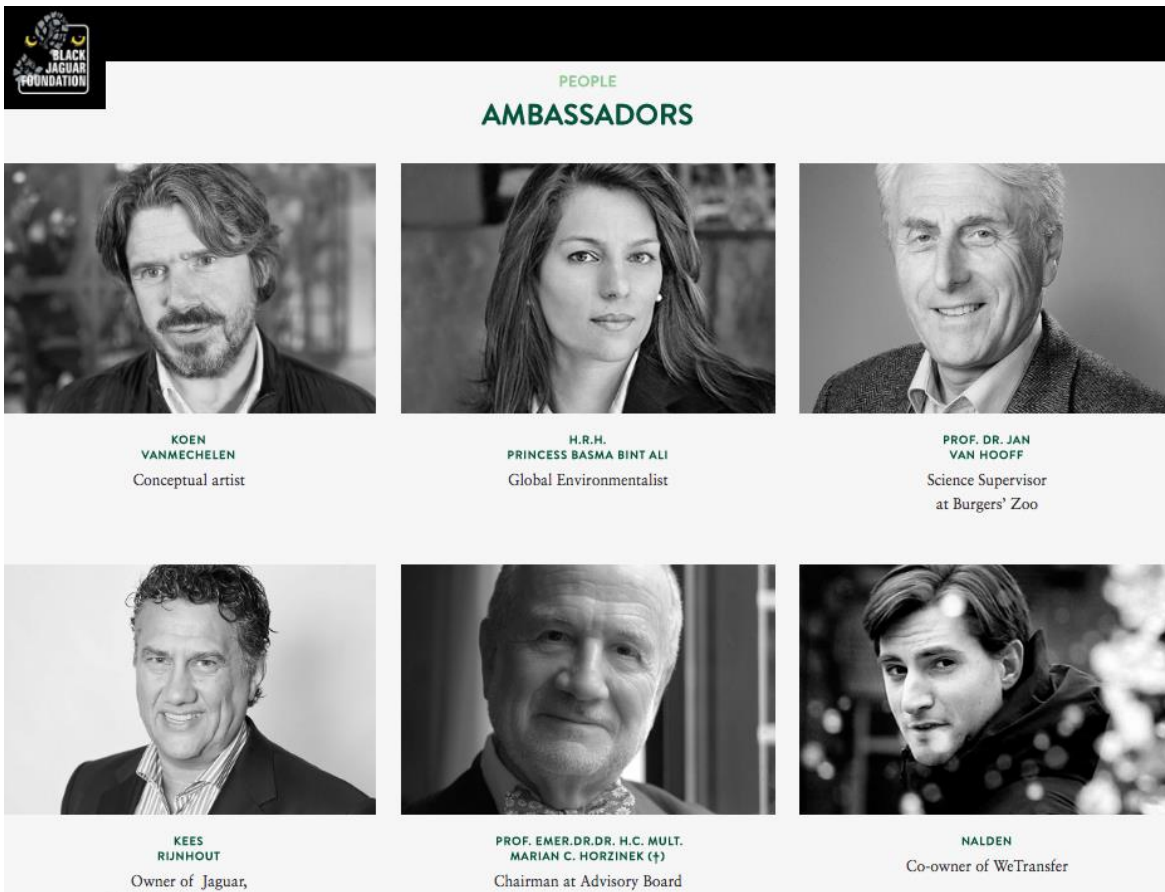 BLACK
JAGUAR
FOUNDATION
PEOPLE
AMBASSADORS
KOEN
VANMECHELEN
Conceptual artist
H.R.H.
PRINCESS BASMA BINT ALI
Global Environmentalist
PROF. DR. JAN
VAN HOOFF
Science Supervisor
at Burgers’ Zoo
KEES
RIJNHOUT
Owner of Jaguar,
PROF. EMER.DR.DR. H.C. MULT.
MARIAN C. HORZINEK (†)
Chairman at Advisory Board
NALDEN
Co-owner of WeTransfer